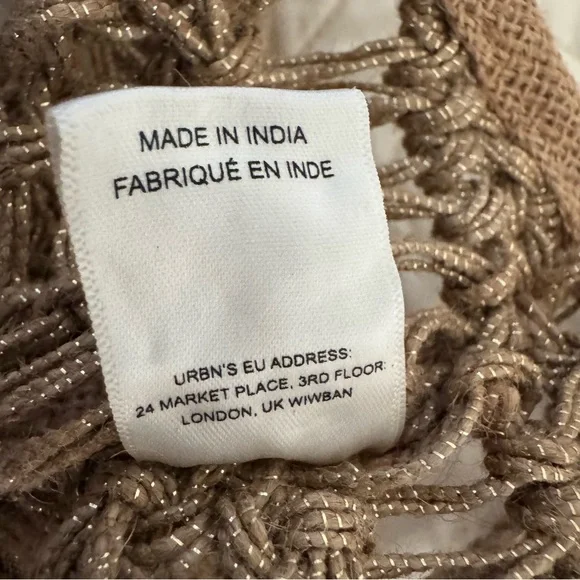 MADE IN INDIA
FABRIQUÉ EN INDE
URBN'S EU ADDRESS:
24 MARKET PLACE, 3RD FLOOR:
LONDON, UK WIWBAN